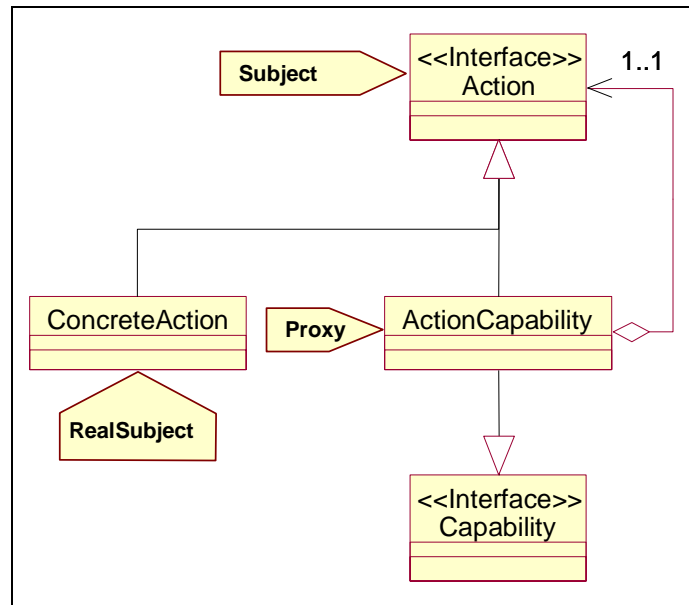 Subject
<<Interface>>
Action
1..1
ConcreteAction
Proxy
ActionCapability
RealSubject
<<Interface>>
Capability